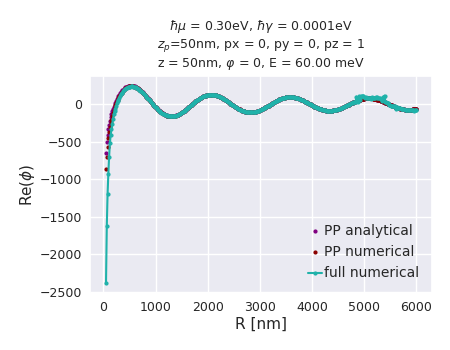 ℏμ = 0.30eV, ℏγ = 0.0001eV
z_p=50nm, px = 0, py = 0, pz = 1
z = 50nm, φ = 0, E = 60.00 meV
Re(ϕ)
0
−500
−1000
−1500
−2000
−2500
PP analytical
PP numerical
full numerical
0 1000 2000 3000 4000 5000 6000
R [nm]